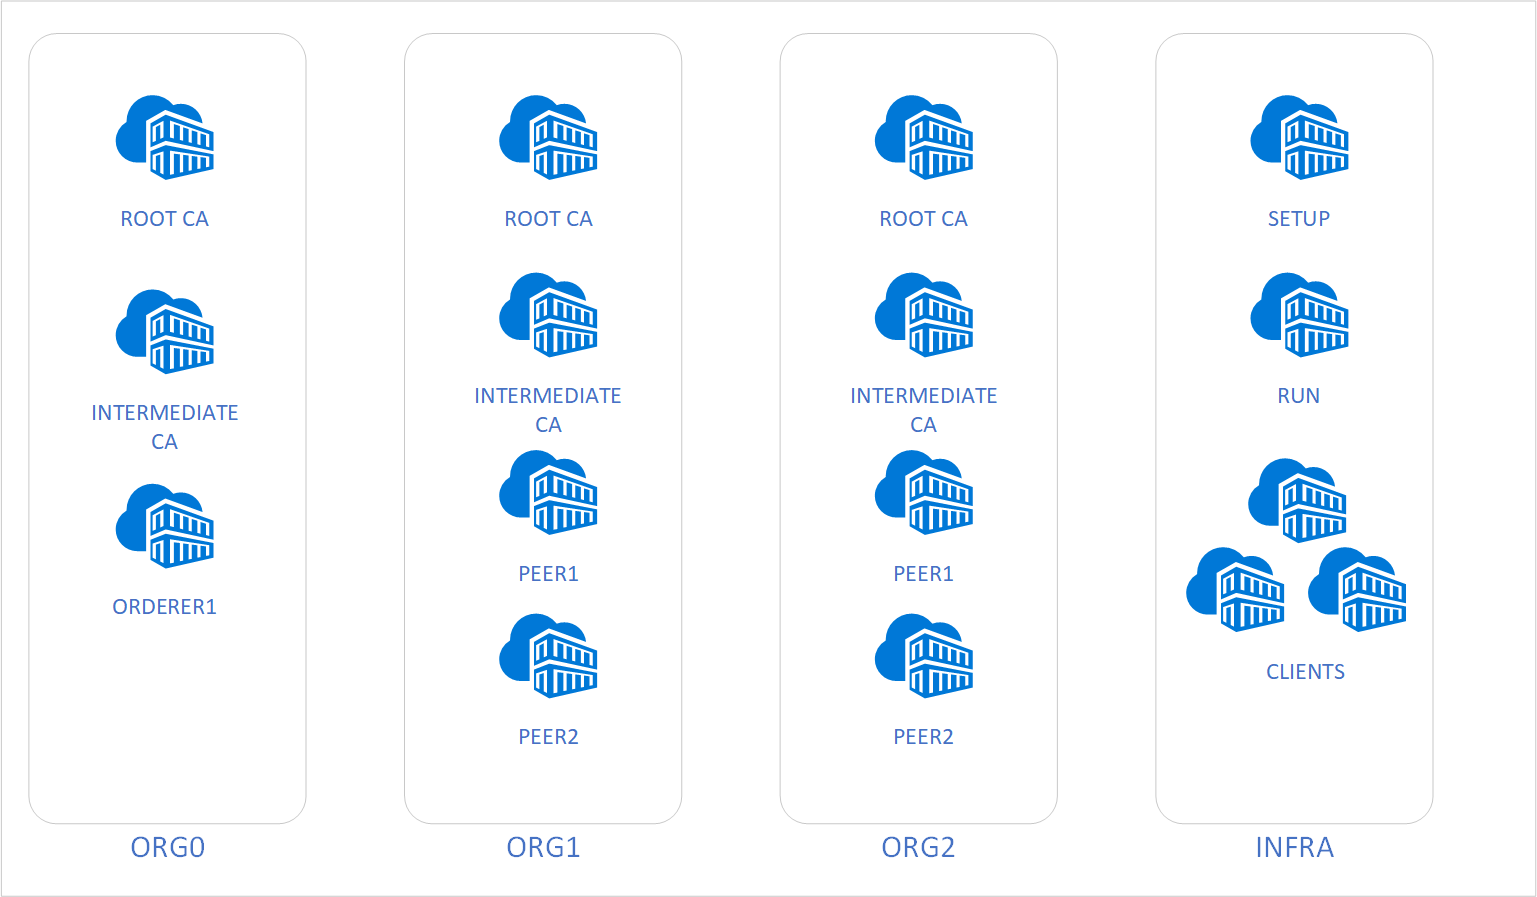 ROOT CA
INTERMEDIATE
CA
ORDERER1
ORG0
ROOT CA
INTERMEDIATE
CA
PEER1
PEER2
ORG1
ROOT CA
INTERMEDIATE
CA
PEER1
PEER2
ORG2
SETUP
RUN
CLIENTS
INFRA